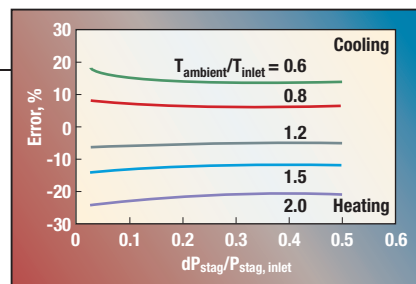 30
20
10
0
-10
-20
-30
Error, %
Cooling
T_ambient/T_inlet = 0.6
0.8
1.2
1.5
2.0
Heating
0 0.1 0.2 0.3 0.4 0.5 0.6
dP_stag/P_stag, inlet